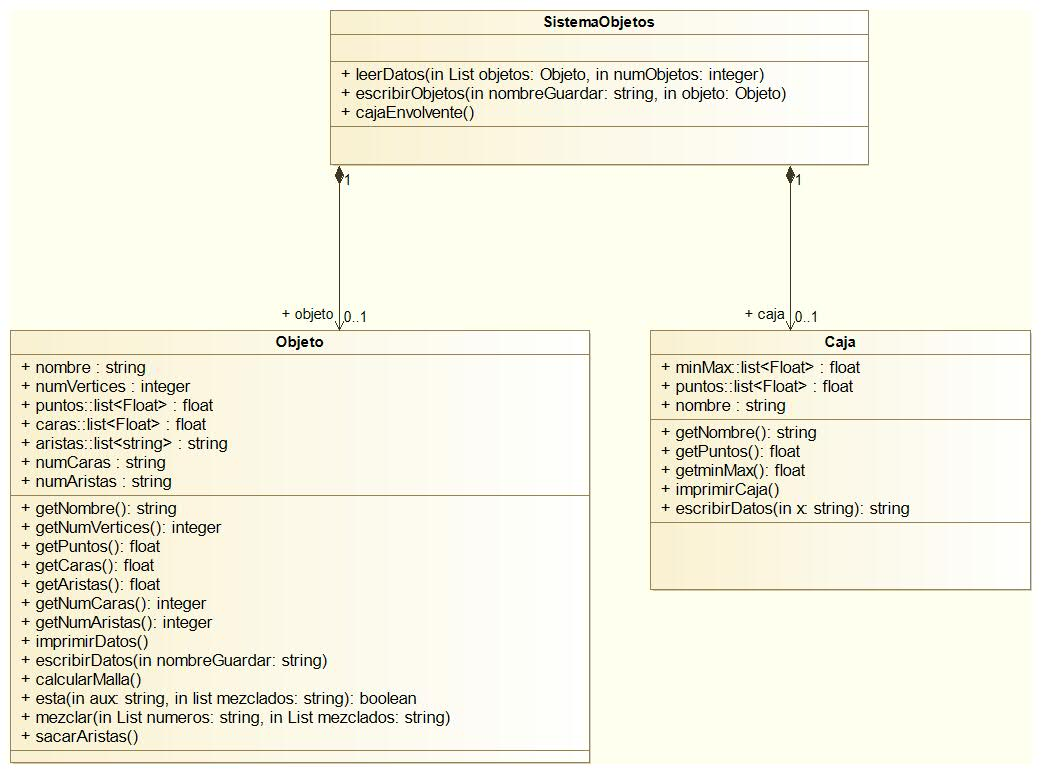 SistemaObjetos
+ leerDatos(in List objetos: Objeto, in numObjetos: integer)
+ escribirObjetos(in nombreGuardar: string, in objeto: Objeto)
+ cajaEnvolvente()
1
1
+ objeto 0..1
+ caja 0..1
Objeto
+ nombre : string
+ numVertices : integer
+ puntos::list<Float> : float
+ caras::list<Float> : float
+ aristas::list<string> : string
+ numCaras : string
+ numAristas : string
+ getNombre(): string
+ getNumVertices(): integer
+ getPuntos(): float
+ getCaras(): float
+ getAristas(): float
+ getNumCaras(): integer
+ getNumAristas(): integer
+ imprimirDatos()
+ escribirDatos(in nombreGuardar: string)
+ calcularMalla()
+ esta(in aux: string, in list mezclados: string): boolean
+ mezclar(in List numeros: string, in List mezclados: string)
+ sacarAristas()
Caja
+ minMax::list<Float> : float
+ puntos::list<Float> : float
+ nombre : string
+ getNombre(): string
+ getPuntos(): float
+ getminMax(): float
+ imprimirCaja()
+ escribirDatos(in x: string): string